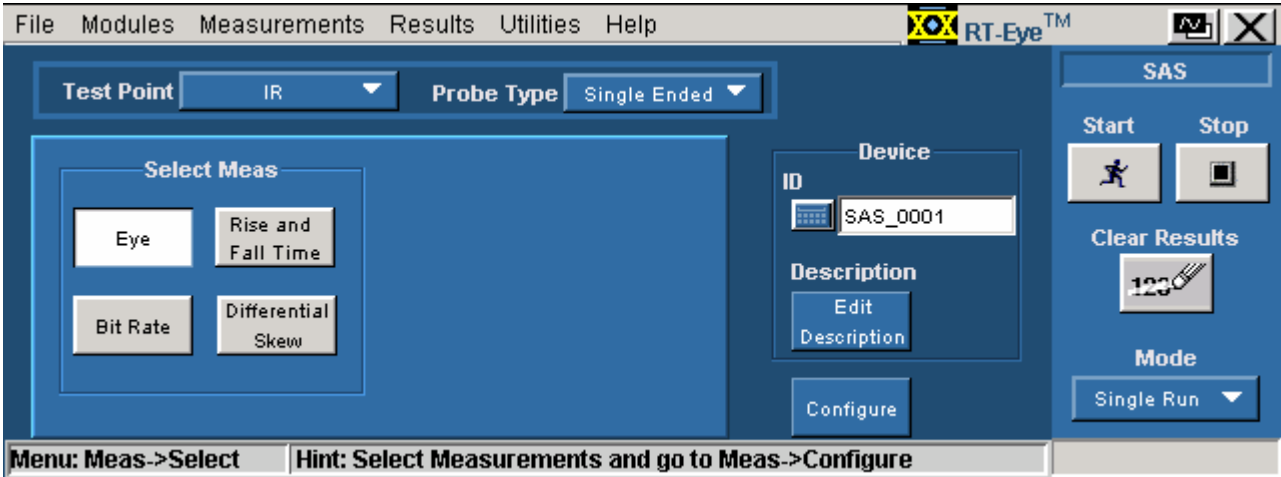 File Modules Measurements Results Utilities Help RT-Eye™
Test Point IR Probe Type Single Ended
SAS
Start Stop
Select Meas
Eye
Rise and
Fall Time
Bit Rate
Differential
Skew
Device
ID
SAS_0001
Description
Edit
Description
Configure
Clear Results
123
Mode
Single Run
Menu: Meas->Select Hint: Select Measurements and go to Meas->Configure